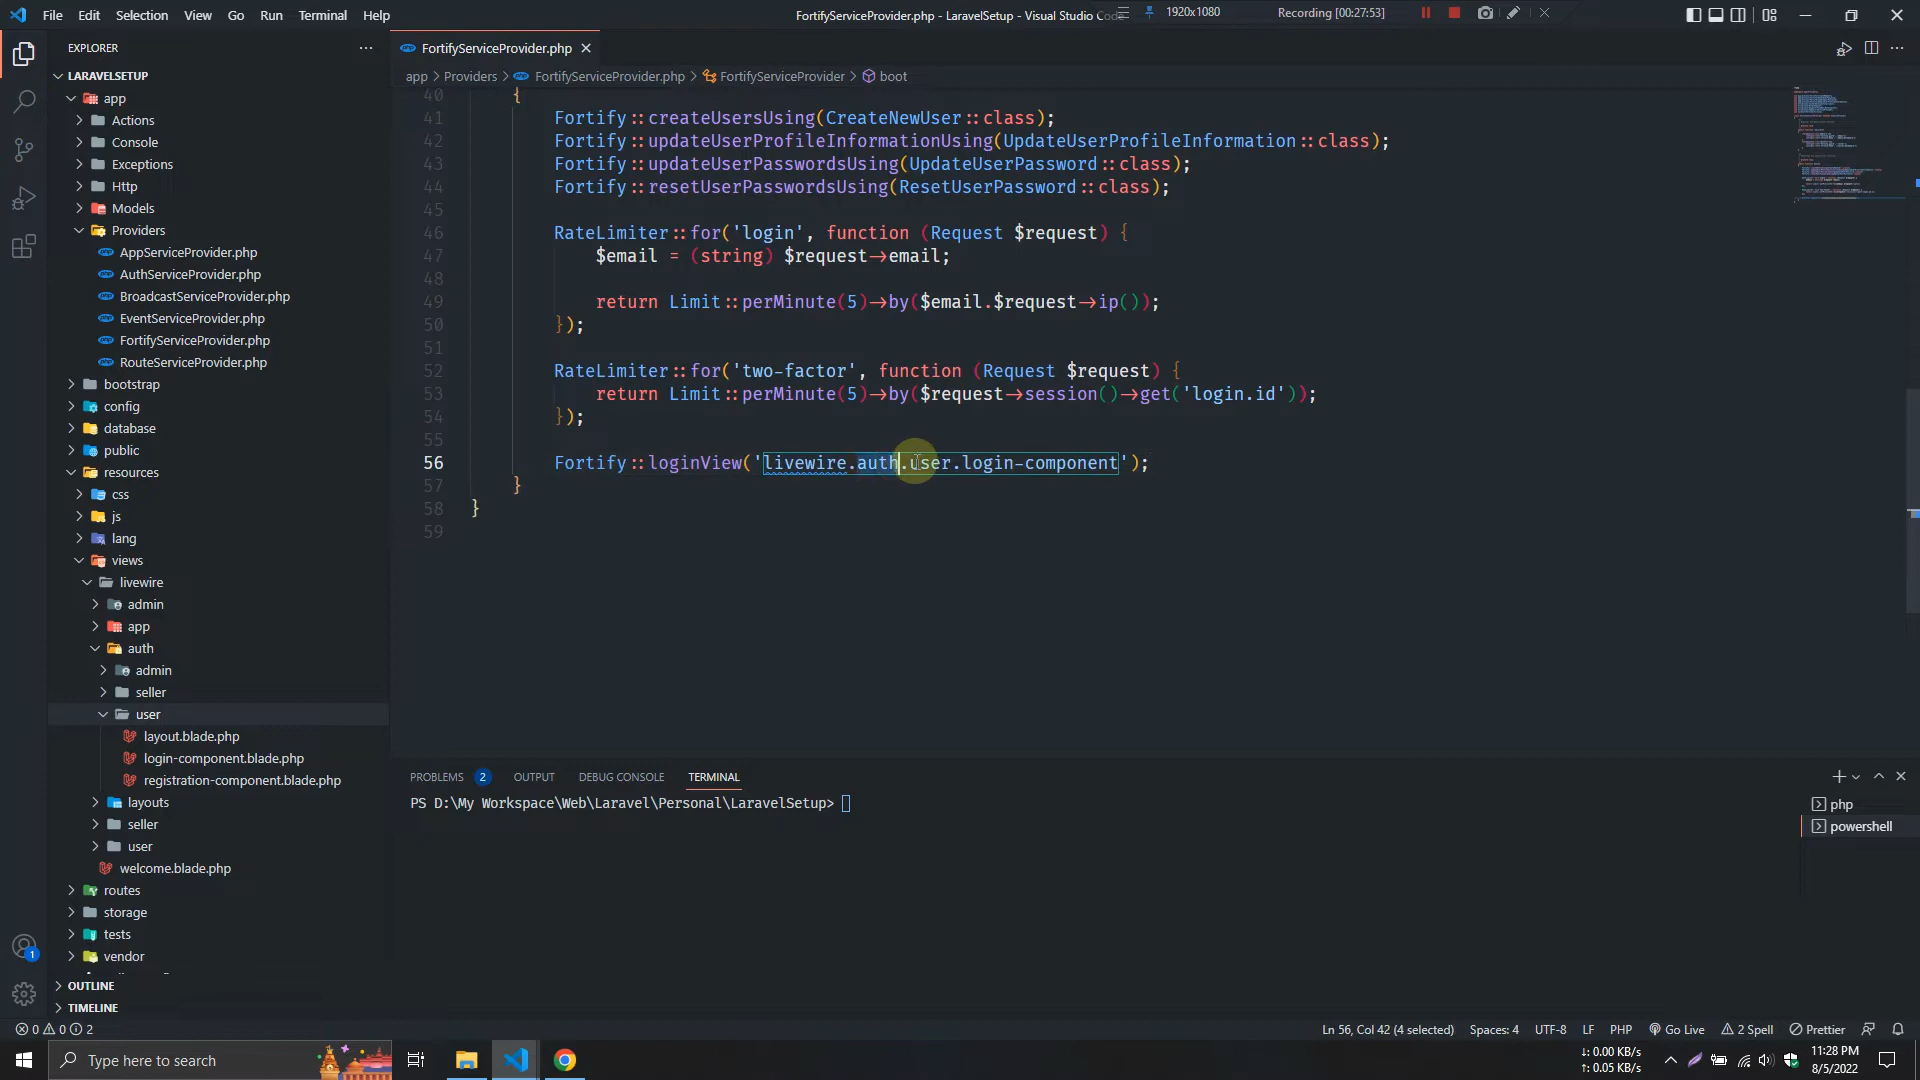 File Edit Selection View Go Run Terminal Help
FortifyServiceProvider.php - LaravelSetup - Visual Studio Co
1920x1080
Recording [00:27:53]
EXPLORER
FortifyServiceProvider.php
LARAVELSETUP
app > Providers > FortifyServiceProvider.php > FortifyServiceProvider > boot
app
Actions
Console
Exceptions
Http
Models
Providers
AppServiceProvider.php
AuthServiceProvider.php
BroadcastServiceProvider.php
EventServiceProvider.php
FortifyServiceProvider.php
RouteServiceProvider.php
bootstrap
config
database
public
resources
css
js
lang
views
livewire
admin
app
auth
admin
seller
user
layout.blade.php
login-component.blade.php
registration-component.blade.php
layouts
seller
user
welcome.blade.php
routes
storage
tests
vendor
OUTLINE
TIMELINE
40 {
41 Fortify::createUsersUsing(CreateNewUser::class);
42 Fortify::updateUserProfileInformationUsing(UpdateUserProfileInformation::class);
43 Fortify::updateUserPasswordsUsing(UpdateUserPassword::class);
44 Fortify::resetUserPasswordsUsing(ResetUserPassword::class);
45
46 RateLimiter::for('login', function (Request $request) {
47 $email = (string) $request->email;
48
49 return Limit::perMinute(5)->by($email.$request->ip());
50 });
51
52 RateLimiter::for('two-factor', function (Request $request) {
53 return Limit::perMinute(5)->by($request->session()->get('login.id'));
54 });
55
56 Fortify::loginView('livewire.auth.user.login-component');
57 }
58 }
59
PROBLEMS 2 OUTPUT DEBUG CONSOLE TERMINAL
PS D:\My Workspace\Web\Laravel\Personal\LaravelSetup>
php
powershell
1
0 0 2
Ln 56, Col 42 (4 selected) Spaces: 4 UTF-8 LF PHP Go Live 2 Spell Prettier
Type here to search
↓: 0.00 KB/s
↑: 0.05 KB/s
11:28 PM
8/5/2022